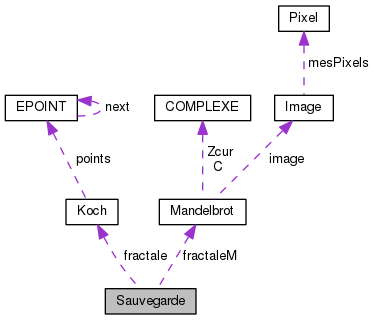 Pixel
mesPixels
EPOINT
next
COMPLEXE
Image
points
Zcur
C
image
Koch
Mandelbrot
fractale
fractaleM
Sauvegarde